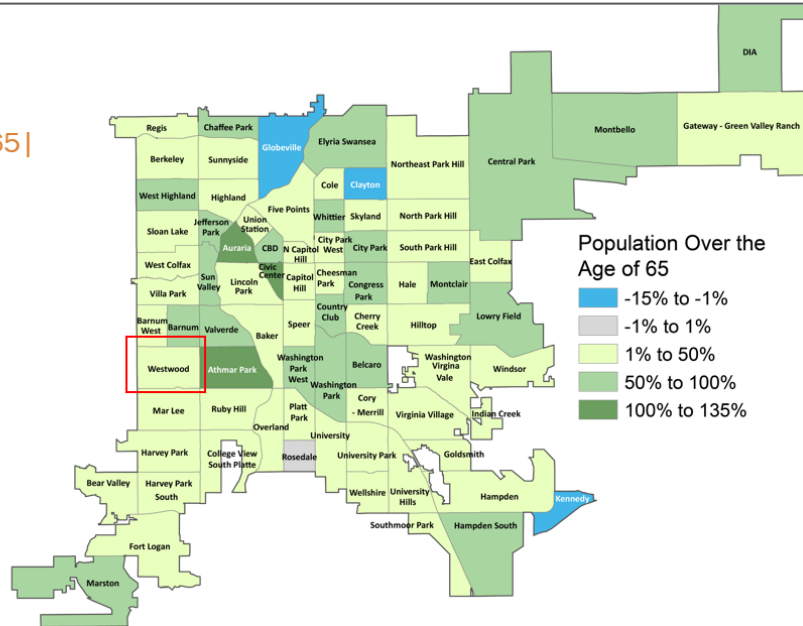 65|
DIA
Regis
Chaffee Park
Globeville
Elyria Swansea
Montbello
Gateway - Green Valley Ranch
Berkeley
Sunnyside
Northeast Park Hill
Central Park
Cole
Clayton
West Highland
Highland
Five Points
Whittier
Skyland
North Park Hill
Sloan Lake
Jefferson
Park
Union
Station
Auraria
CBD
N Capitol
Hill
City Park
West
City Park
South Park Hill
East Colfax
West Colfax
Sun
Valley
Lincoln
Park
Civic
Center
Capitol
Hill
Cheesman
Park
Congress
Park
Hale
Montclair
Villa Park
Country
Club
Lowry Field
Barnum
West
Barnum
Valverde
Baker
Speer
Cherry
Creek
Hilltop
Westwood
Athmar Park
Washington
Park
West
Washington
Park
Belcaro
Washington
Virgina
Vale
Windsor
Mar Lee
Ruby Hill
Platt
Park
Cory
- Merrill
Virginia Village
Indian Creek
Overland
University
Harvey Park
College View
South Platte
Rosedale
University Park
Goldsmith
Bear Valley
Harvey Park
South
Wellshire
University
Hills
Hampden
Kennedy
Southmoor Park
Hampden South
Fort Logan
Marston
Population Over the
Age of 65
-15% to -1%
-1% to 1%
1% to 50%
50% to 100%
100% to 135%